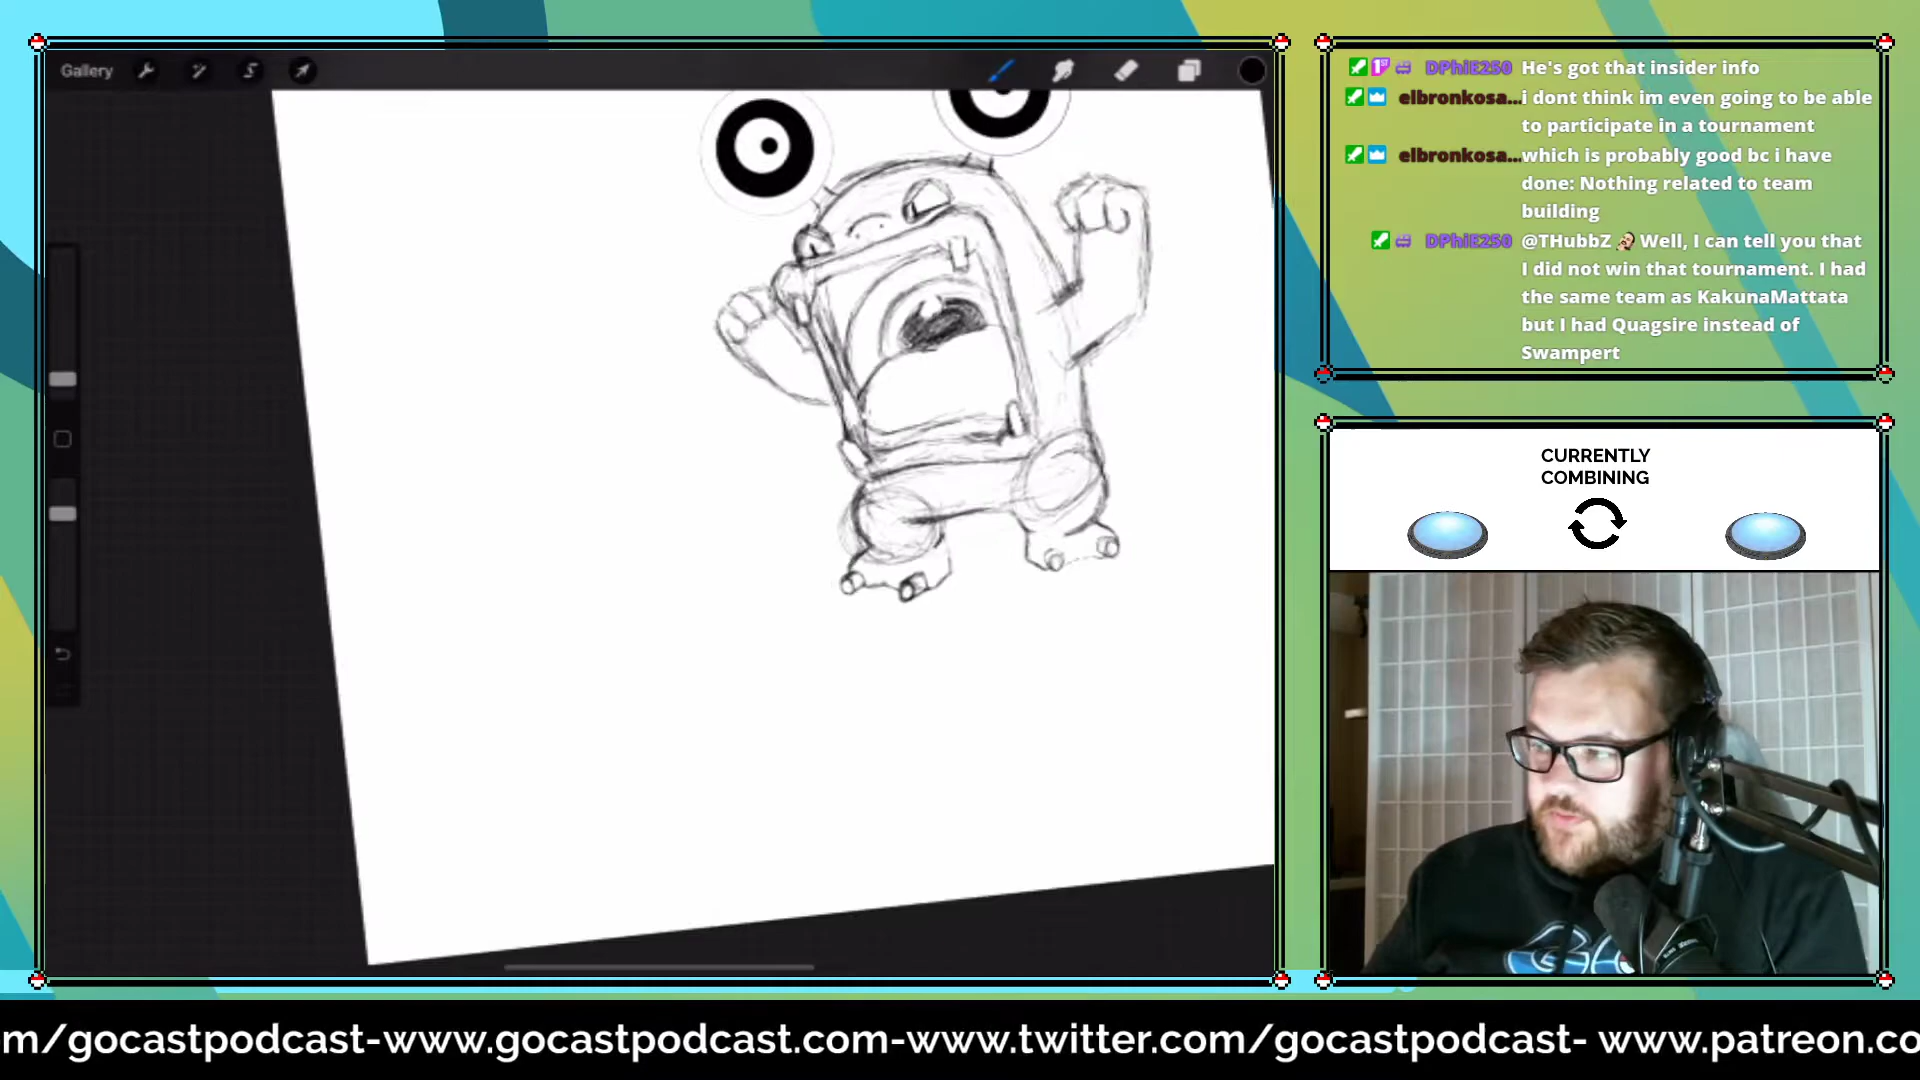 Gallery
DPhiE250 He's got that insider info
elbronkosa... i dont think im even going to be able
to participate in a tournament
elbronkosa... which is probably good bc i have
done: Nothing related to team
building
DPhiE250 @THubbZ Well, I can tell you that
I did not win that tournament. I had
the same team as KakunaMattata
but I had Quagsire instead of
Swampert
CURRENTLY
COMBINING
m/gocastpodcast-www.gocastpodcast.com-www.twitter.com/gocastpodcast- www.patreon.co